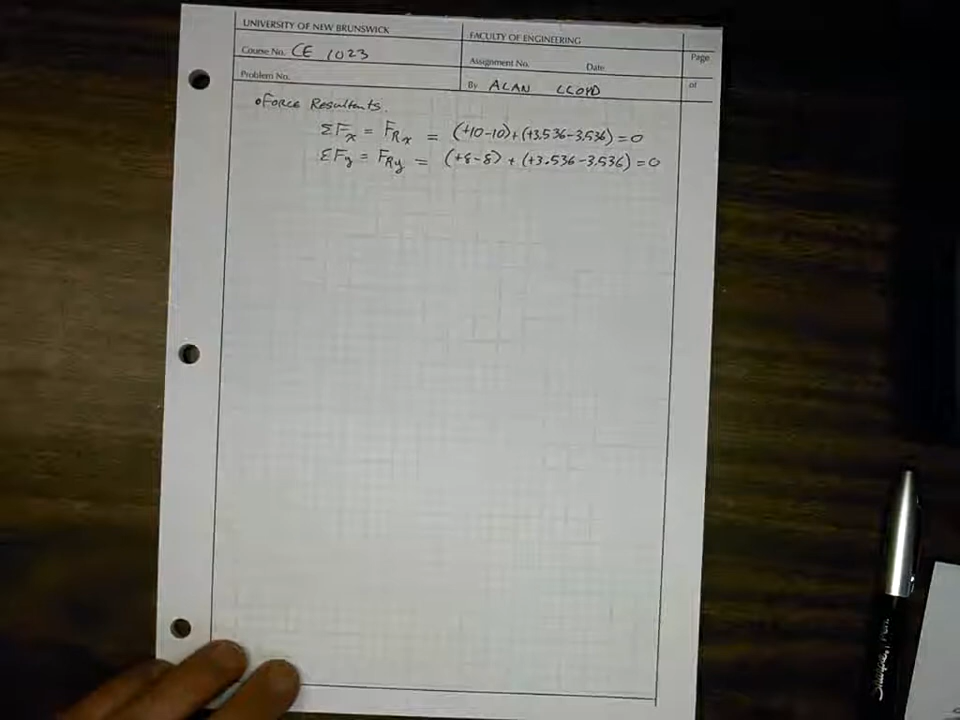 UNIVERSITY OF NEW BRUNSWICK
FACULTY OF ENGINEERING
Page
Course No. CE 1023
Assignment No. Date
Problem No.
By ALAN LLOYD
of
• Force Resultants.
ΣFx = FRx = (+10-10)+(+3.536-3.536)=0
ΣFy = FRy = (+8-8) + (+3.536-3.536)=0
Sharpie Pen